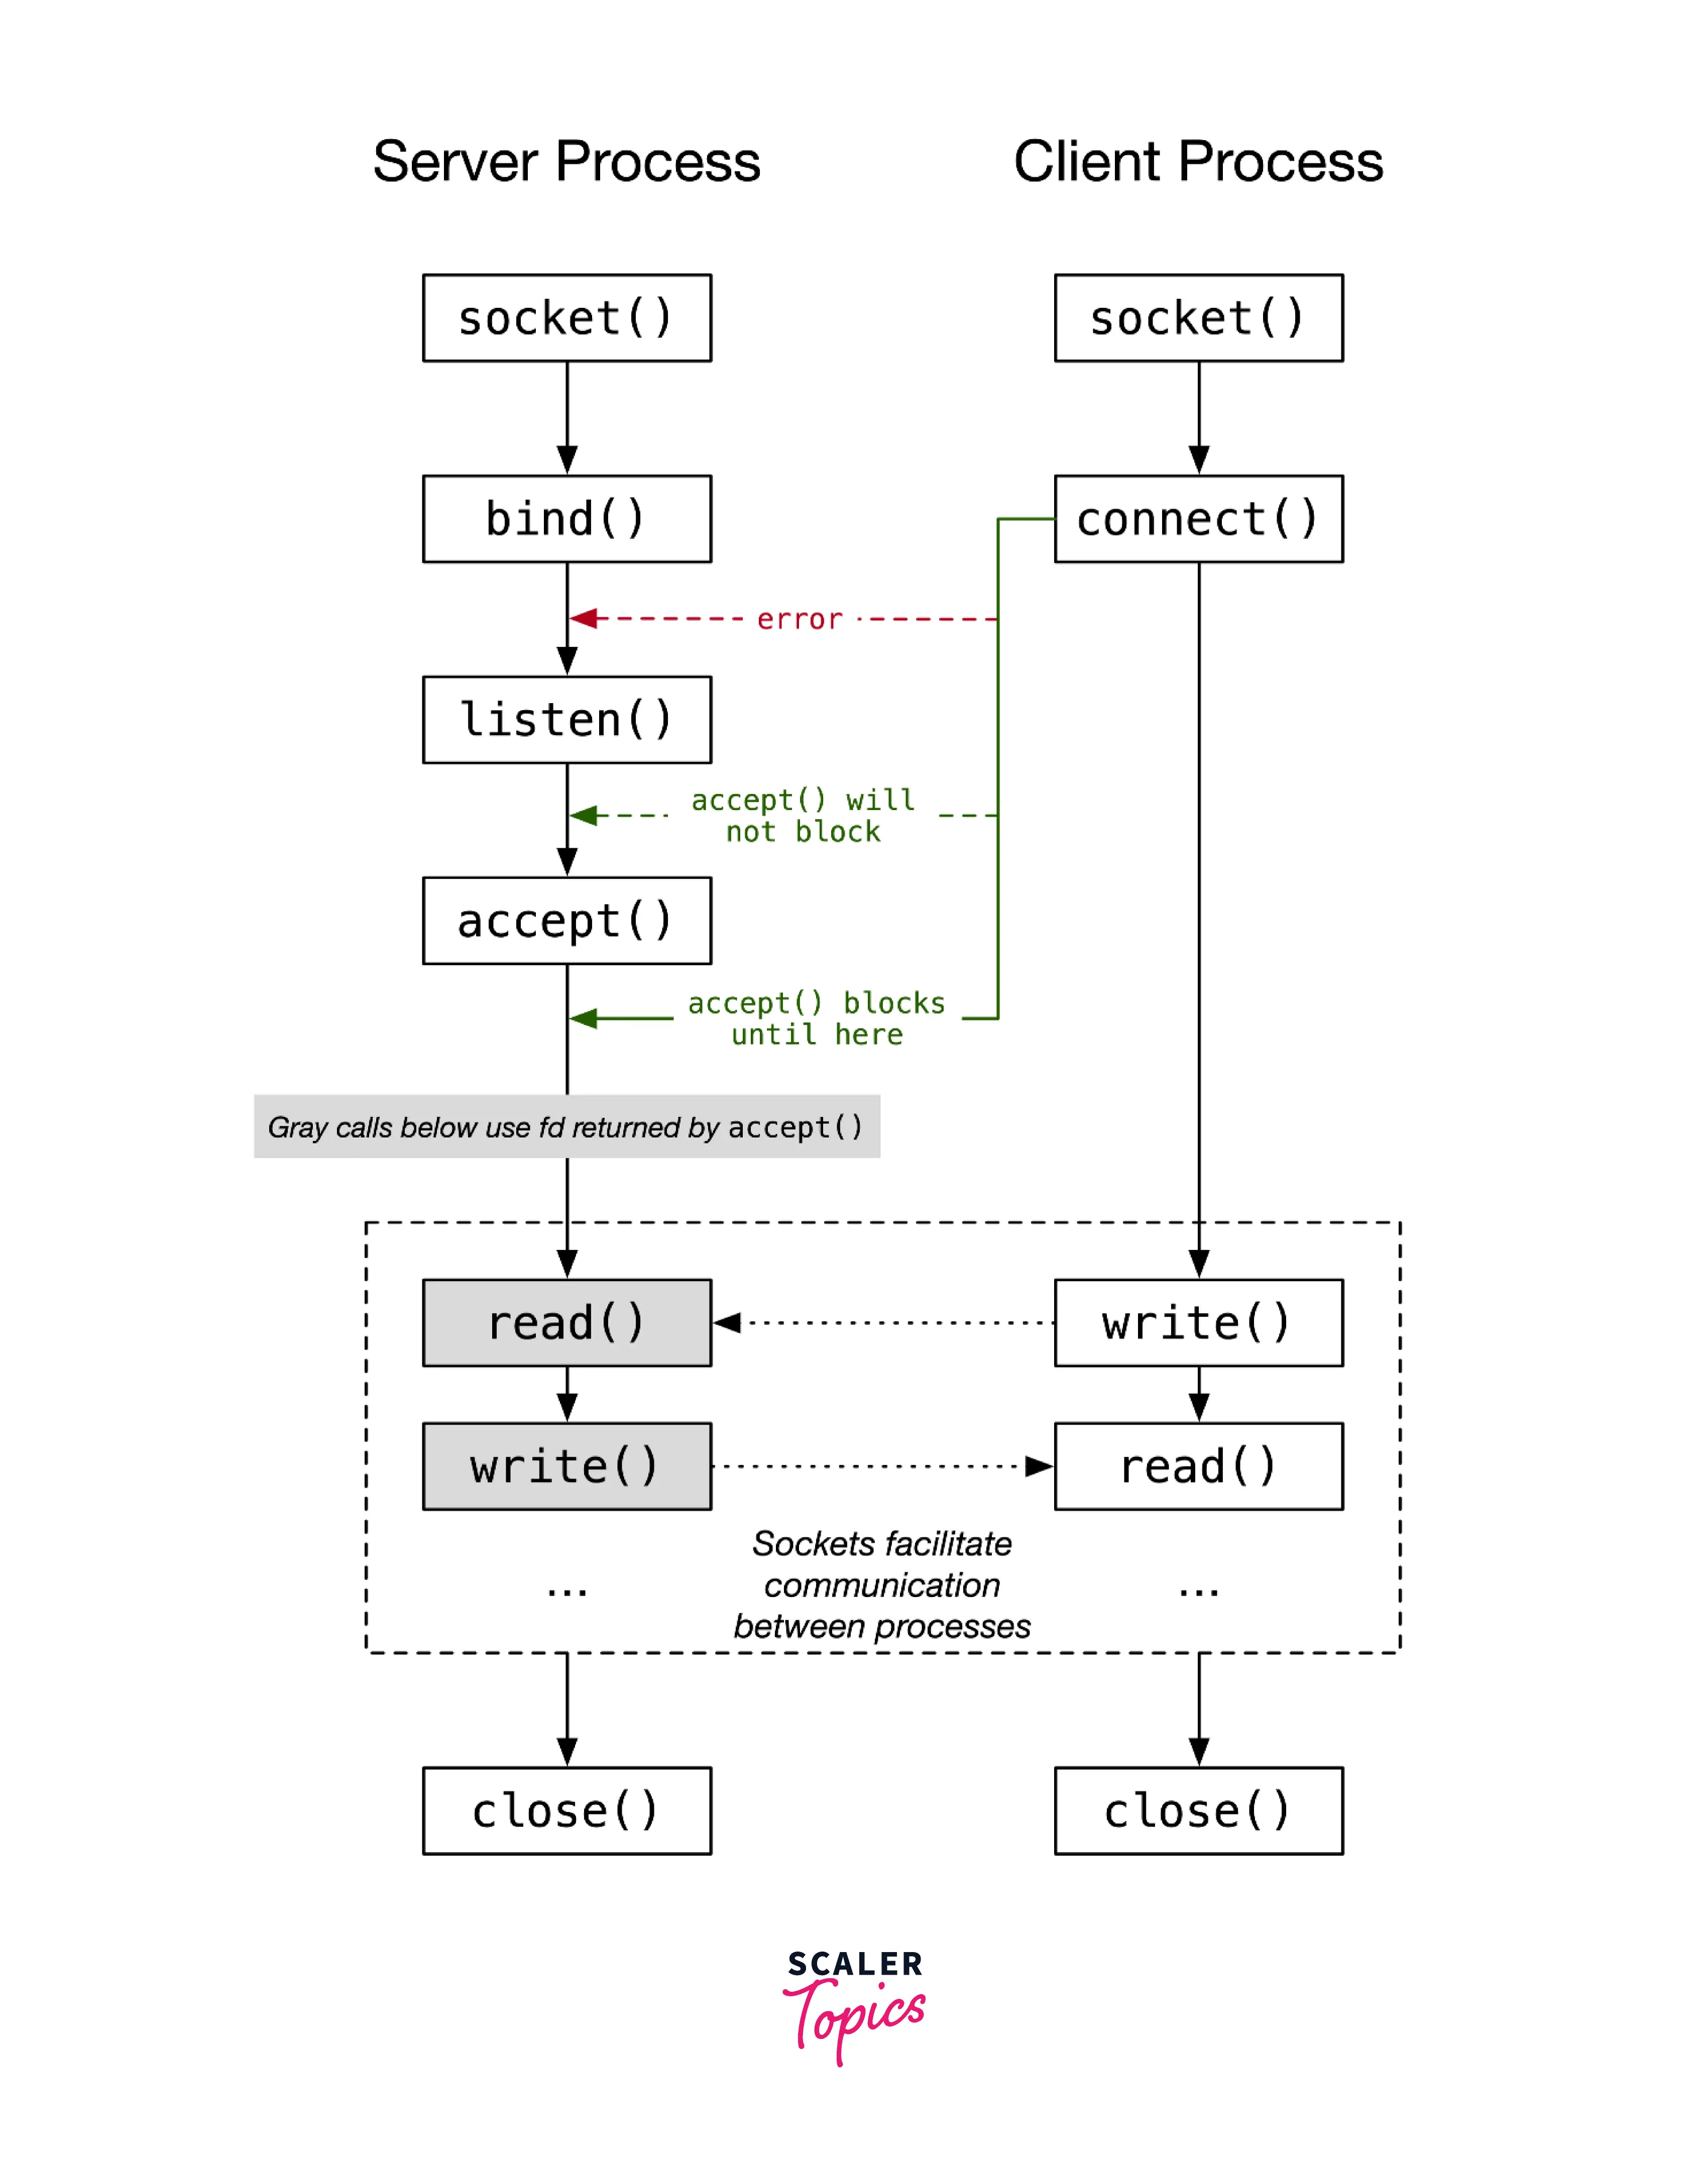 Server Process
Client Process
socket()
socket()
bind()
connect()
error
listen()
accept() will
not block
accept()
accept() blocks
until here
Gray calls below use fd returned by accept()
read()
write()
write()
read()
Sockets facilitate
... communication ...
between processes
close()
close()
SCALER
Topics